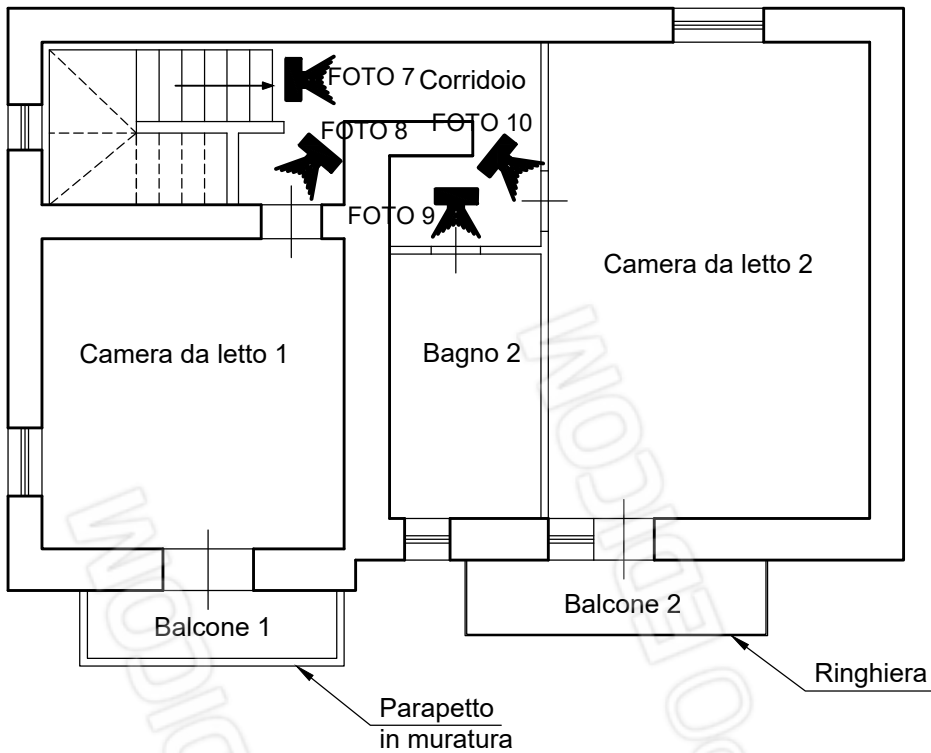 FOTO 7
Corridoio
FOTO 8
FOTO 10
FOTO 9
Camera da letto 2
Camera da letto 1
Bagno 2
Balcone 1
Balcone 2
Ringhiera
Parapetto
in muratura